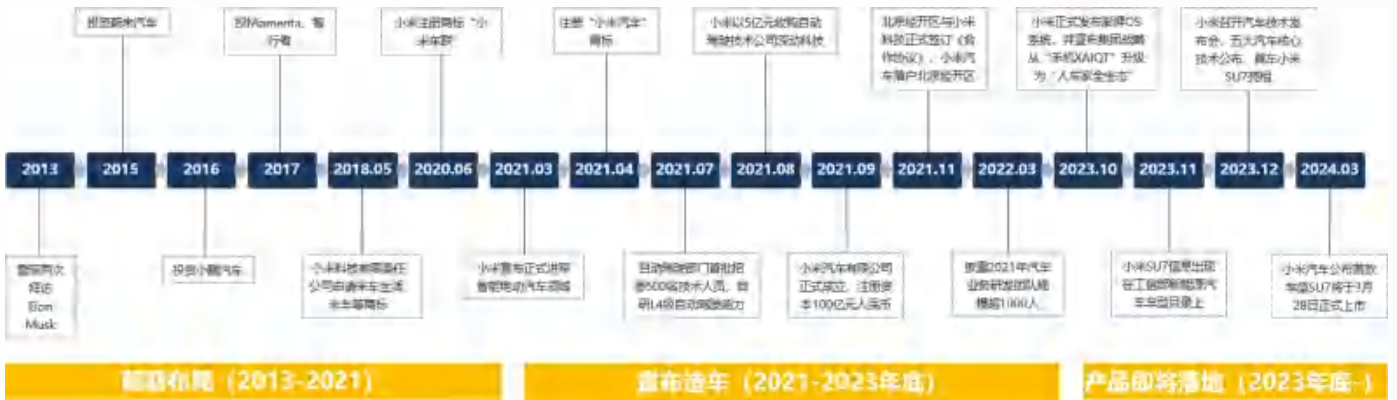 投资蔚来汽车
投Momenta、智
行者
小米注册商标“小
米车联”
注册“小米汽车”
商标
小米以5亿元收购自动
驾驶技术公司深动科技
北京经开区与小米
科技正式签订《合
作协议》，小米汽
车落户北京经开区
小米正式发布澎湃OS
系统，并宣布集团战略
从“手机XAIOT”升级
为“人车家全生态”
小米召开汽车技术发
布会，五大汽车核心
技术公布，首车小米
SU7亮相
2013
2015
2016
2017
2018.05
2020.06
2021.03
2021.04
2021.07
2021.08
2021.09
2021.11
2022.03
2023.10
2023.11
2023.12
2024.03
雷军两次
拜访
Elon
Musk
投资小鹏汽车
小米科技有限责任
公司申请米车生活、
米车等商标
小米宣布正式进军
智能电动汽车领域
自动驾驶部门首批招
募500名技术人员，自
研L4级自动驾驶能力
小米汽车有限公司
正式成立，注册资
本100亿元人民币
披露2021年汽车
业务研发团队规
模超1000人
小米SU7信息出现
在工信部新能源汽
车车型目录上
小米汽车公布首款
车型SU7将于3月
28日正式上市
前期布局（2013-2021）
宣布造车（2021-2023年底）
产品即将落地（2023年底-）